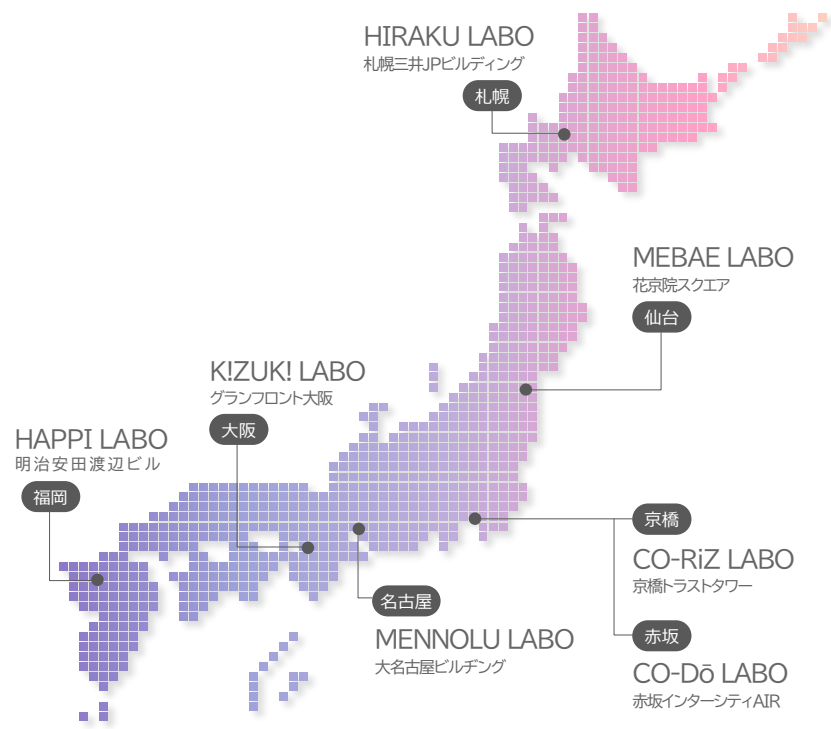 HIRAKU LABO
札幌三井JPビルディング
札幌
MEBAE LABO
花京院スクエア
仙台
K!ZUK! LABO
グランフロント大阪
大阪
HAPPI LABO
明治安田渡辺ビル
福岡
京橋
CO-RiZ LABO
京橋トラストタワー
名古屋
MENNOLU LABO
大名古屋ビルヂング
赤坂
CO-Dō LABO
赤坂インターシティAIR